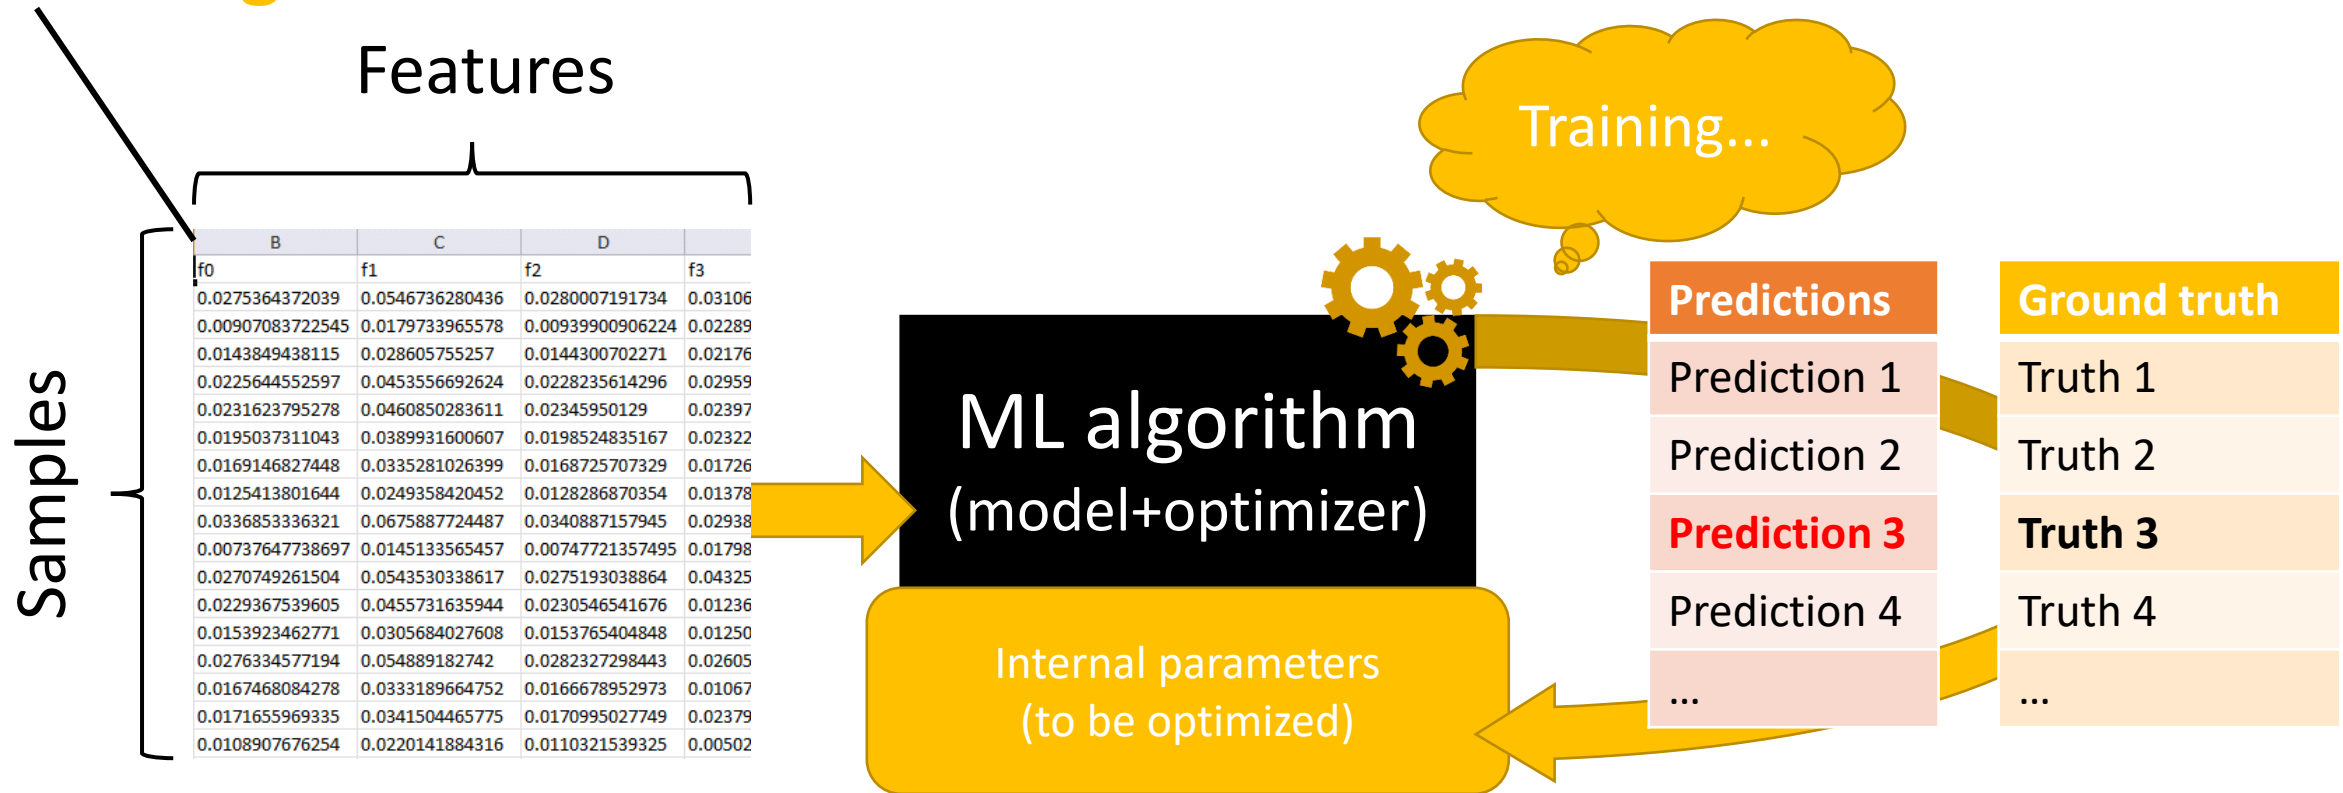 Features
Training...
Samples
B C D
f0 f1 f2 f3
0.0275364372039 0.0546736280436 0.0280007191734 0.03106
0.00907083722545 0.0179733965578 0.00939900906224 0.02289
0.0143849438115 0.028605755257 0.0144300702271 0.02176
0.0225644552597 0.0453556692624 0.0228235614296 0.02959
0.0231623795278 0.0460850283611 0.02345950129 0.02397
0.0195037311043 0.0389931600607 0.0198524835167 0.02322
0.0169146827448 0.0335281026399 0.0168725707329 0.01726
0.0125413801644 0.0249358420452 0.0128286870354 0.01378
0.0336853336321 0.0675887724487 0.0340887157945 0.02938
0.00737647738697 0.0145133565457 0.00747721357495 0.01798
0.0270749261504 0.0543530338617 0.0275193038864 0.04325
0.0229367539605 0.0455731635944 0.0230546541676 0.01236
0.0153923462771 0.0305684027608 0.0153765404848 0.01250
0.0276334577194 0.054889182742 0.0282327298443 0.02605
0.0167468084278 0.0333189664752 0.0166678952973 0.01067
0.0171655969335 0.0341504465775 0.0170995027749 0.02379
0.0108907676254 0.0220141884316 0.0110321539325 0.00502
ML algorithm
(model+optimizer)
Internal parameters
(to be optimized)
Predictions Ground truth
Prediction 1 Truth 1
Prediction 2 Truth 2
Prediction 3 Truth 3
Prediction 4 Truth 4
... ...